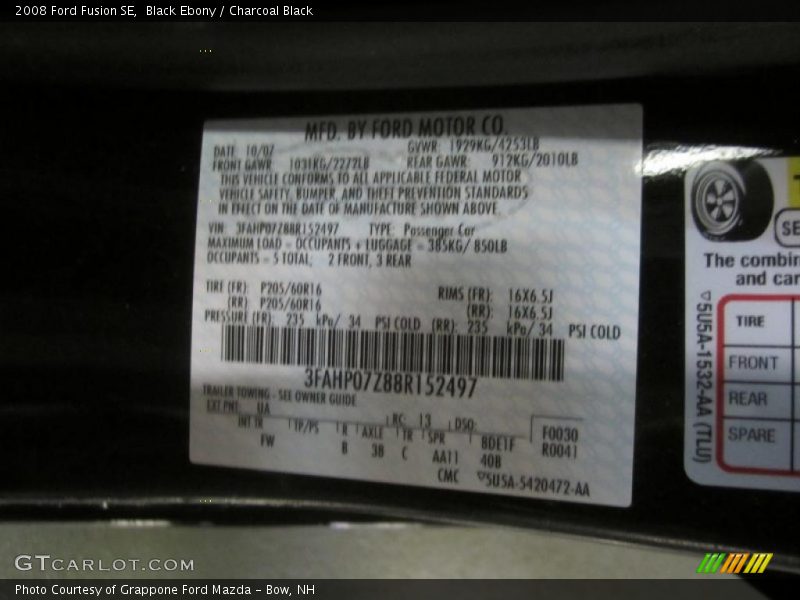 2008 Ford Fusion SE, Black Ebony / Charcoal Black
MFD. BY FORD MOTOR CO.
DATE 10/07 GVWR: 1929KG/4253LB
FRONT GAWR: 1031KG/2272LB REAR GAWR: 912KG/2010LB
THIS VEHICLE CONFORMS TO ALL APPLICABLE FEDERAL MOTOR
VEHICLE SAFETY, BUMPER, AND THEFT PREVENTION STANDARDS
IN EFFECT ON THE DATE OF MANUFACTURE SHOWN ABOVE
VIN: 3FAHP07Z88R152497 TYPE: Passenger Car
MAXIMUM LOAD = OCCUPANTS + LUGGAGE = 385KG/ 850LB
OCCUPANTS = 5 TOTAL, 2 FRONT, 3 REAR
TIRE (FR): P205/60R16 RIMS (FR): 16X6.5J
(RR): P205/60R16 (RR): 16X6.5J
PRESSURE (FR): 235 kPa/ 34 PSI COLD (RR): 235 kPa/ 34 PSI COLD
3FAHP07Z88R152497
TRAILER TOWING - SEE OWNER GUIDE
EXT PNT: UA RC: 13 DSO:
INT TR TP/PS R AXLE TR SPR BDETF F0030
FW B 3B C AA11 40B R0041
CMC ▽5U5A-5420472-AA
SE
The combin
and car
TIRE
FRONT
REAR
SPARE
▽5U5A-1532-AA (TLU)
GTCARLOT.COM
Photo Courtesy of Grappone Ford Mazda - Bow, NH